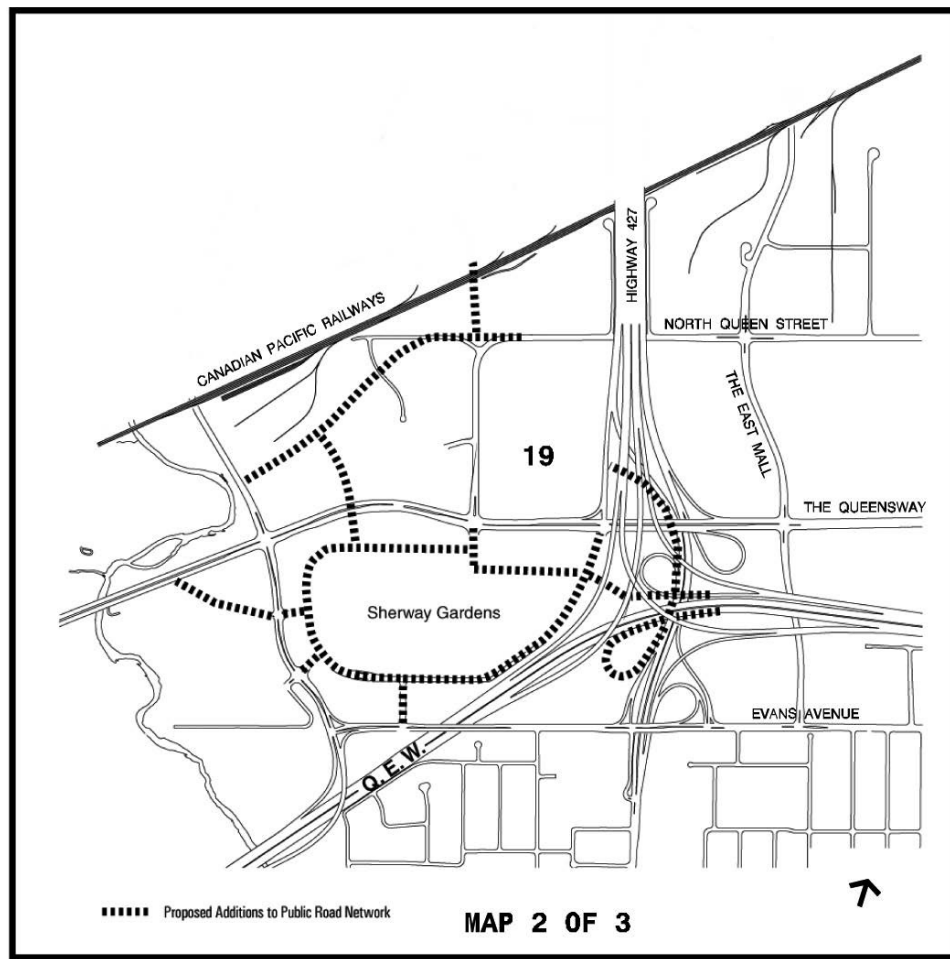 HIGHWAY 427
CANADIAN PACIFIC RAILWAYS
NORTH QUEEN STREET
THE EAST MALL
19
THE QUEENSWAY
Sherway Gardens
EVANS AVENUE
Q.E.W.
Proposed Additions to Public Road Network
MAP 2 OF 3